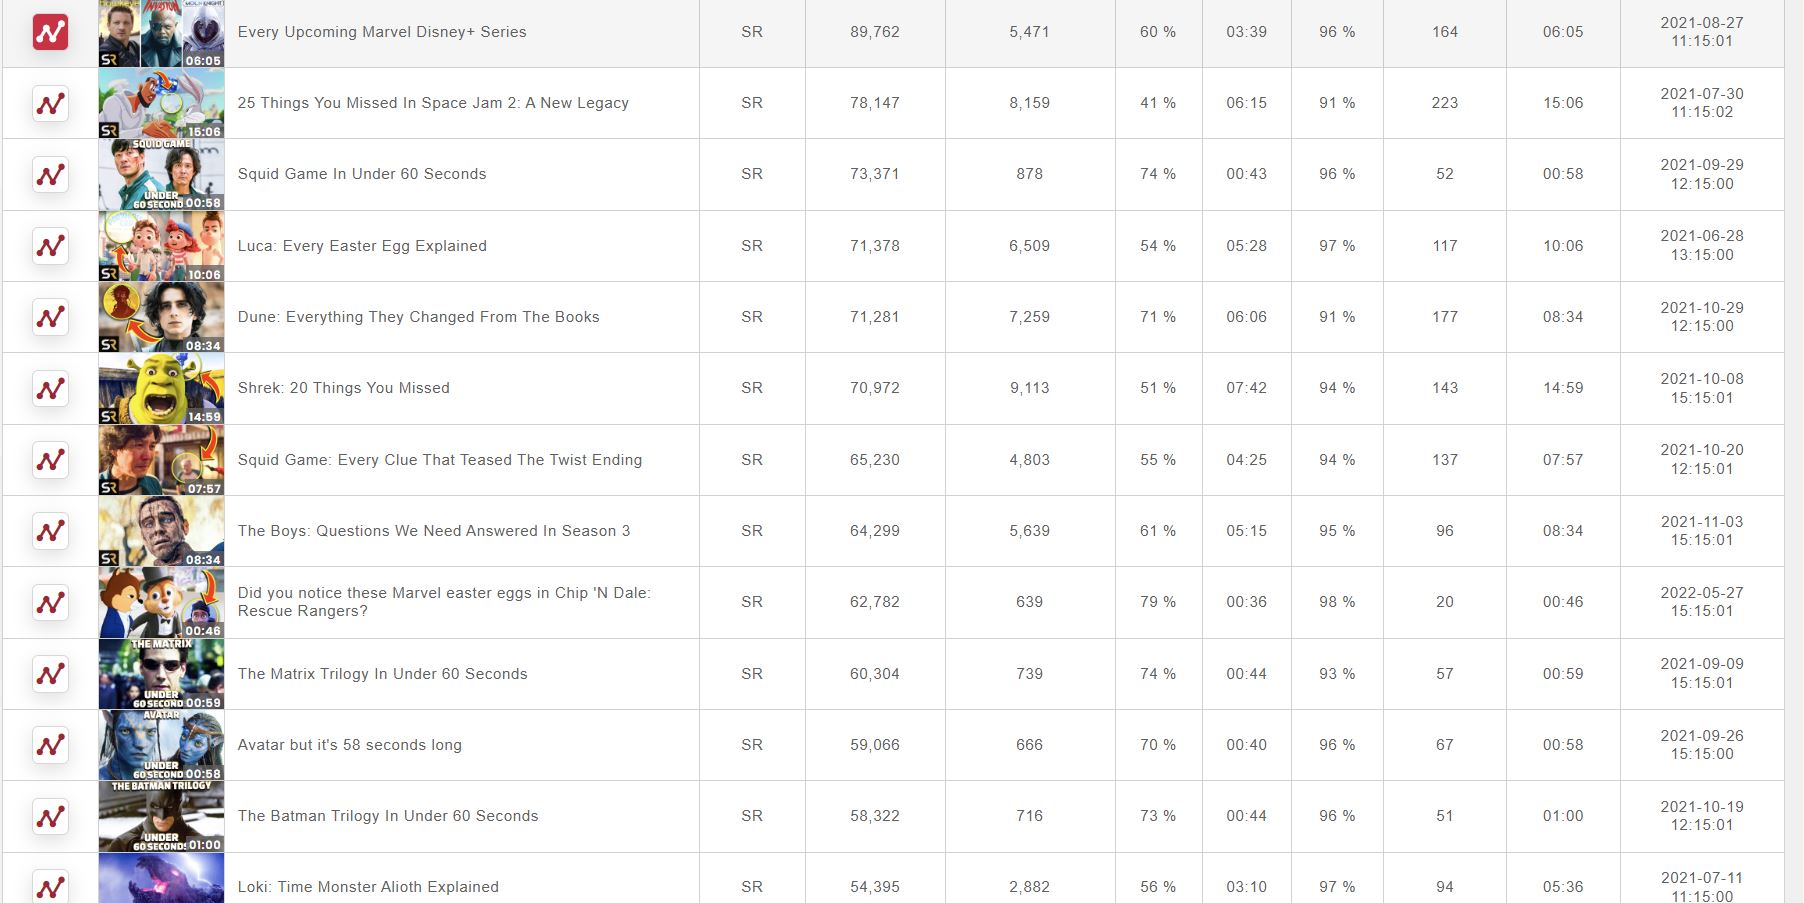 HAWKEYE INVASION MOON KNIGHT
SR 06:05
Every Upcoming Marvel Disney+ Series SR 89,762 5,471 60 % 03:39 96 % 164 06:05 2021-08-27
11:15:01
SR 15:06
25 Things You Missed In Space Jam 2: A New Legacy SR 78,147 8,159 41 % 06:15 91 % 223 15:06 2021-07-30
11:15:02
SQUID GAME
UNDER
60 SECOND 00:58
Squid Game In Under 60 Seconds SR 73,371 878 74 % 00:43 96 % 52 00:58 2021-09-29
12:15:00
SR 10:06
Luca: Every Easter Egg Explained SR 71,378 6,509 54 % 05:28 97 % 117 10:06 2021-06-28
13:15:00
SR 08:34
Dune: Everything They Changed From The Books SR 71,281 7,259 71 % 06:06 91 % 177 08:34 2021-10-29
12:15:00
SR 14:59
Shrek: 20 Things You Missed SR 70,972 9,113 51 % 07:42 94 % 143 14:59 2021-10-08
15:15:01
SR 07:57
Squid Game: Every Clue That Teased The Twist Ending SR 65,230 4,803 55 % 04:25 94 % 137 07:57 2021-10-20
12:15:01
SR 08:34
The Boys: Questions We Need Answered In Season 3 SR 64,299 5,639 61 % 05:15 95 % 96 08:34 2021-11-03
15:15:01
00:46
Did you notice these Marvel easter eggs in Chip 'N Dale:
Rescue Rangers? SR 62,782 639 79 % 00:36 98 % 20 00:46 2022-05-27
15:15:01
THE MATRIX
UNDER
60 SECOND 00:59
The Matrix Trilogy In Under 60 Seconds SR 60,304 739 74 % 00:44 93 % 57 00:59 2021-09-09
15:15:01
AVATAR
UNDER
60 SECOND 00:58
Avatar but it's 58 seconds long SR 59,066 666 70 % 00:40 96 % 67 00:58 2021-09-26
15:15:00
THE BATMAN TRILOGY
UNDER
60 SECONDS 01:00
The Batman Trilogy In Under 60 Seconds SR 58,322 716 73 % 00:44 96 % 51 01:00 2021-10-19
12:15:01
Loki: Time Monster Alioth Explained SR 54,395 2,882 56 % 03:10 97 % 94 05:36 2021-07-11
11:15:00